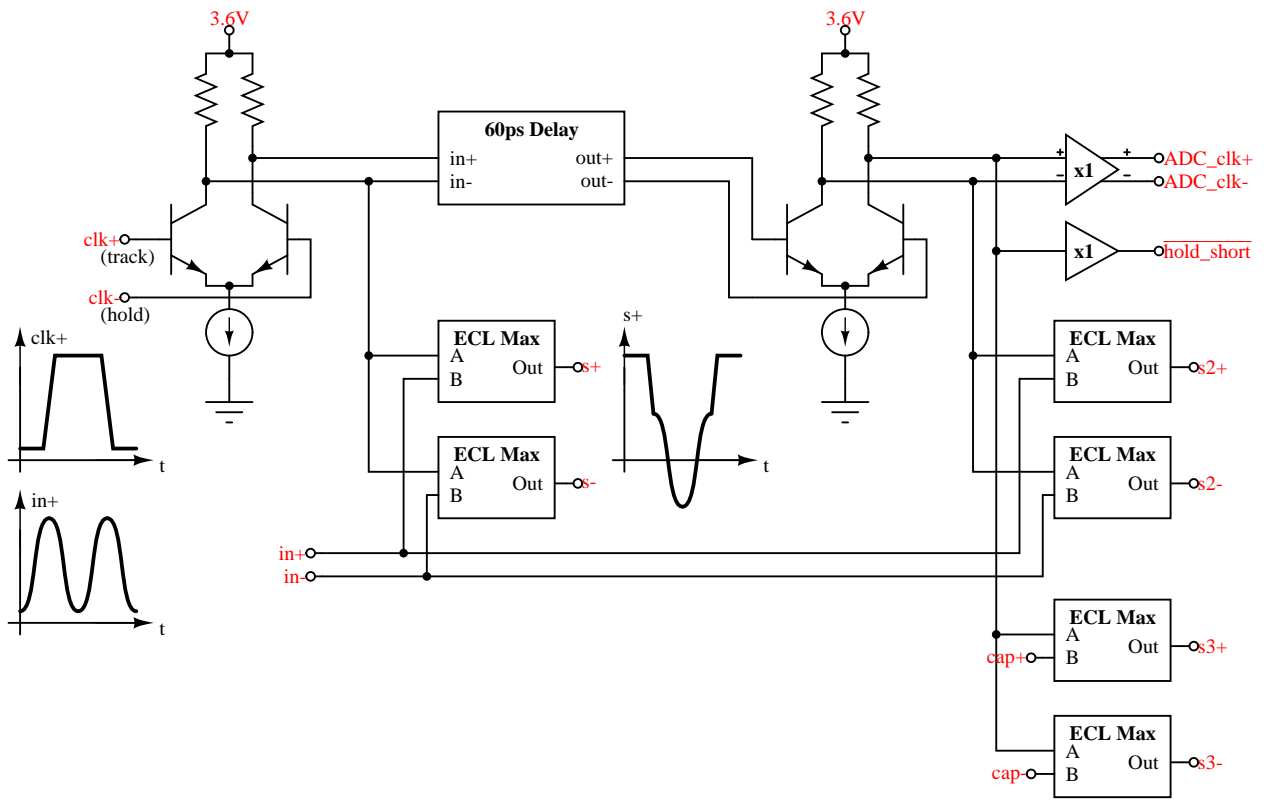 3.6V
3.6V
60ps Delay
in+
out+
in-
out-
+
+
-
-
x1
ADC_clk+
ADC_clk-
clk+
(track)
x1
hold_short
clk-
(hold)
clk+
t
ECL Max
A
B
Out
s+
s+
t
ECL Max
A
B
Out
s2+
ECL Max
A
B
Out
s-
ECL Max
A
B
Out
s2-
in+
t
in+
in-
ECL Max
A
cap+
B
Out
s3+
ECL Max
A
cap-
B
Out
s3-